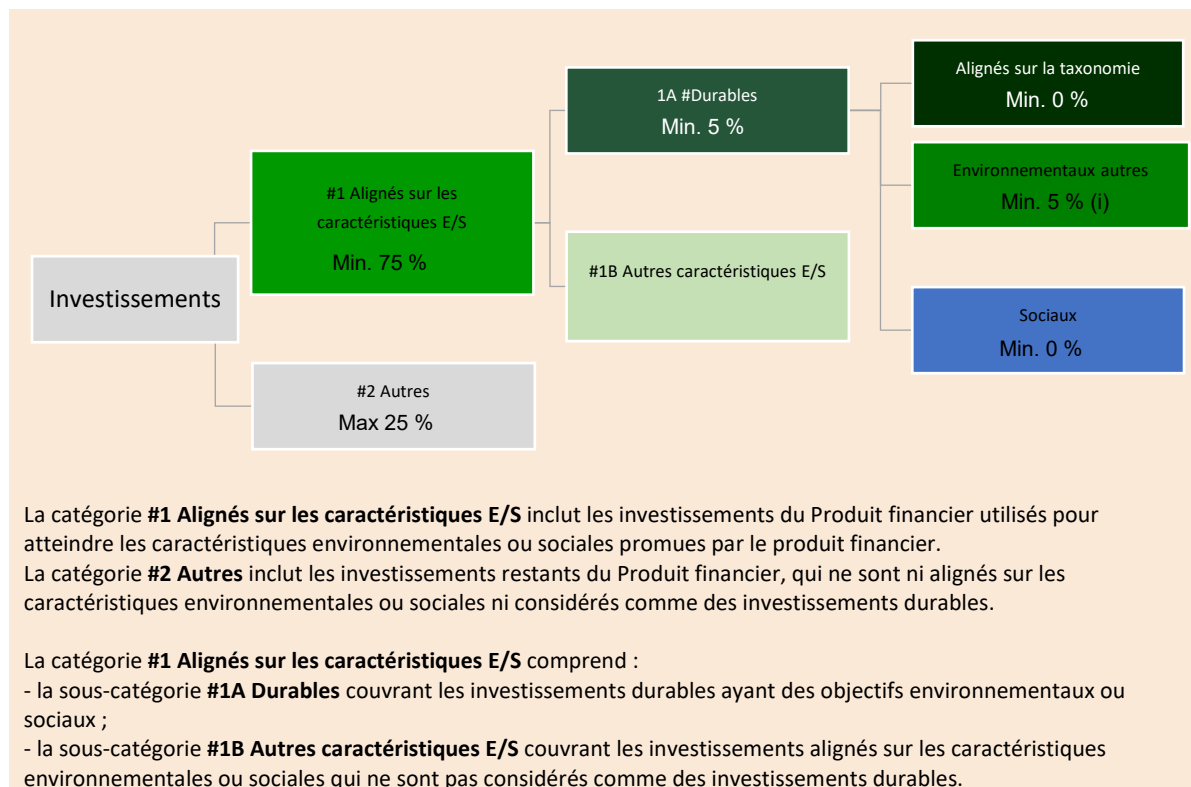 Investissements
#1 Alignés sur les
caractéristiques E/S
Min. 75 %
#2 Autres
Max 25 %
1A #Durables
Min. 5 %
#1B Autres caractéristiques E/S
Alignés sur la taxonomie
Min. 0 %
Environnementaux autres
Min. 5 % (i)
Sociaux
Min. 0 %
La catégorie #1 Alignés sur les caractéristiques E/S inclut les investissements du Produit financier utilisés pour
atteindre les caractéristiques environnementales ou sociales promues par le produit financier.
La catégorie #2 Autres inclut les investissements restants du Produit financier, qui ne sont ni alignés sur les
caractéristiques environnementales ou sociales ni considérés comme des investissements durables.
La catégorie #1 Alignés sur les caractéristiques E/S comprend :
- la sous-catégorie #1A Durables couvrant les investissements durables ayant des objectifs environnementaux ou
sociaux ;
- la sous-catégorie #1B Autres caractéristiques E/S couvrant les investissements alignés sur les caractéristiques
environnementales ou sociales qui ne sont pas considérés comme des investissements durables.